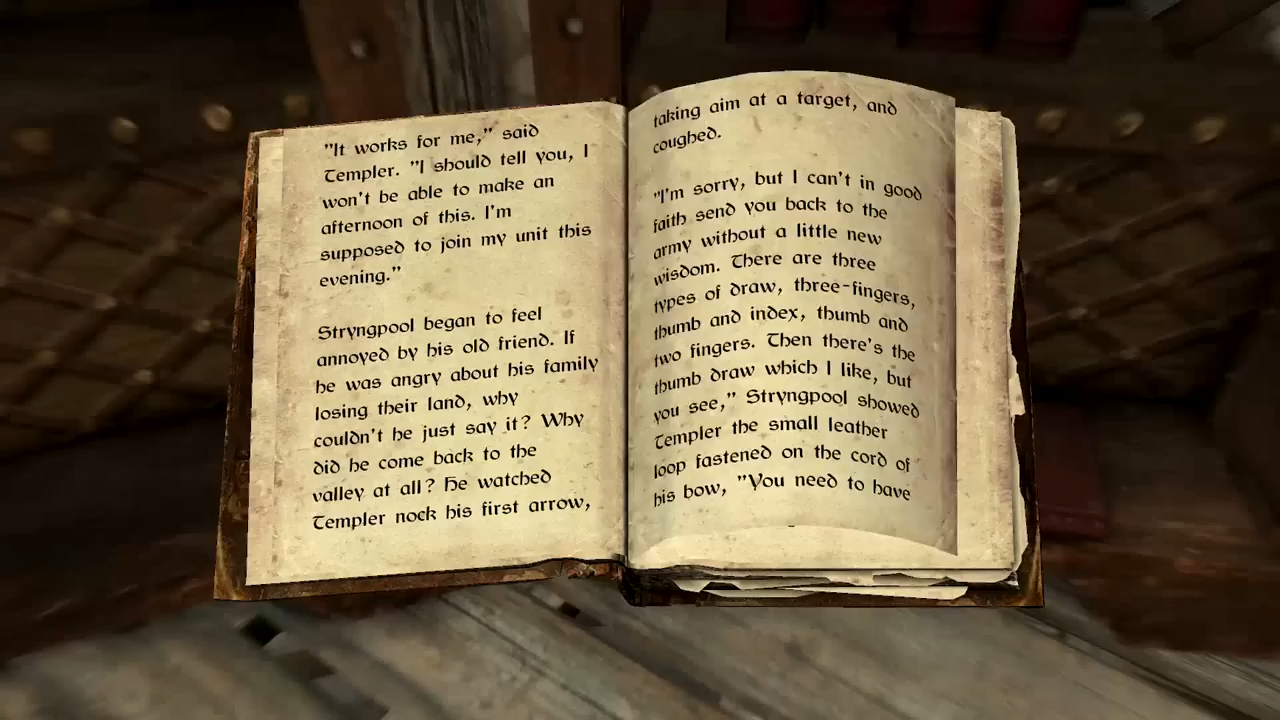 "It works for me," said
Templer. "I should tell you, I
won't be able to make an
afternoon of this. I'm
supposed to join my unit this
evening."
Stryngpool began to feel
annoyed by his old friend. If
he was angry about his family
losing their land, why
couldn't he just say it? Why
did he come back to the
valley at all? He watched
Templer nock his first arrow,
taking aim at a target, and
coughed.
"I'm sorry, but I can't in good
faith send you back to the
army without a little new
wisdom. There are three
types of draw, three-fingers,
thumb and index, thumb and
two fingers. Then there's the
thumb draw which I like, but
you see," Stryngpool showed
Templer the small leather
loop fastened on the cord of
his bow, "You need to have